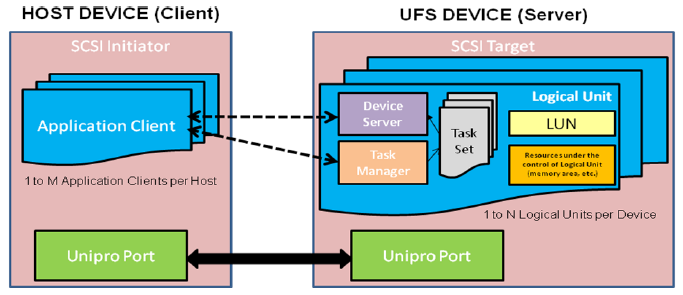 HOST DEVICE (Client)
UFS DEVICE (Server)
SCSI Initiator
SCSI Target
Application Client
1 to M Application Clients per Host
Logical Unit
Device
Server
Task
Manager
Task
Set
LUN
Resources under the
control of Logical Unit
(memory area, etc.)
1 to N Logical Units per Device
Unipro Port
Unipro Port